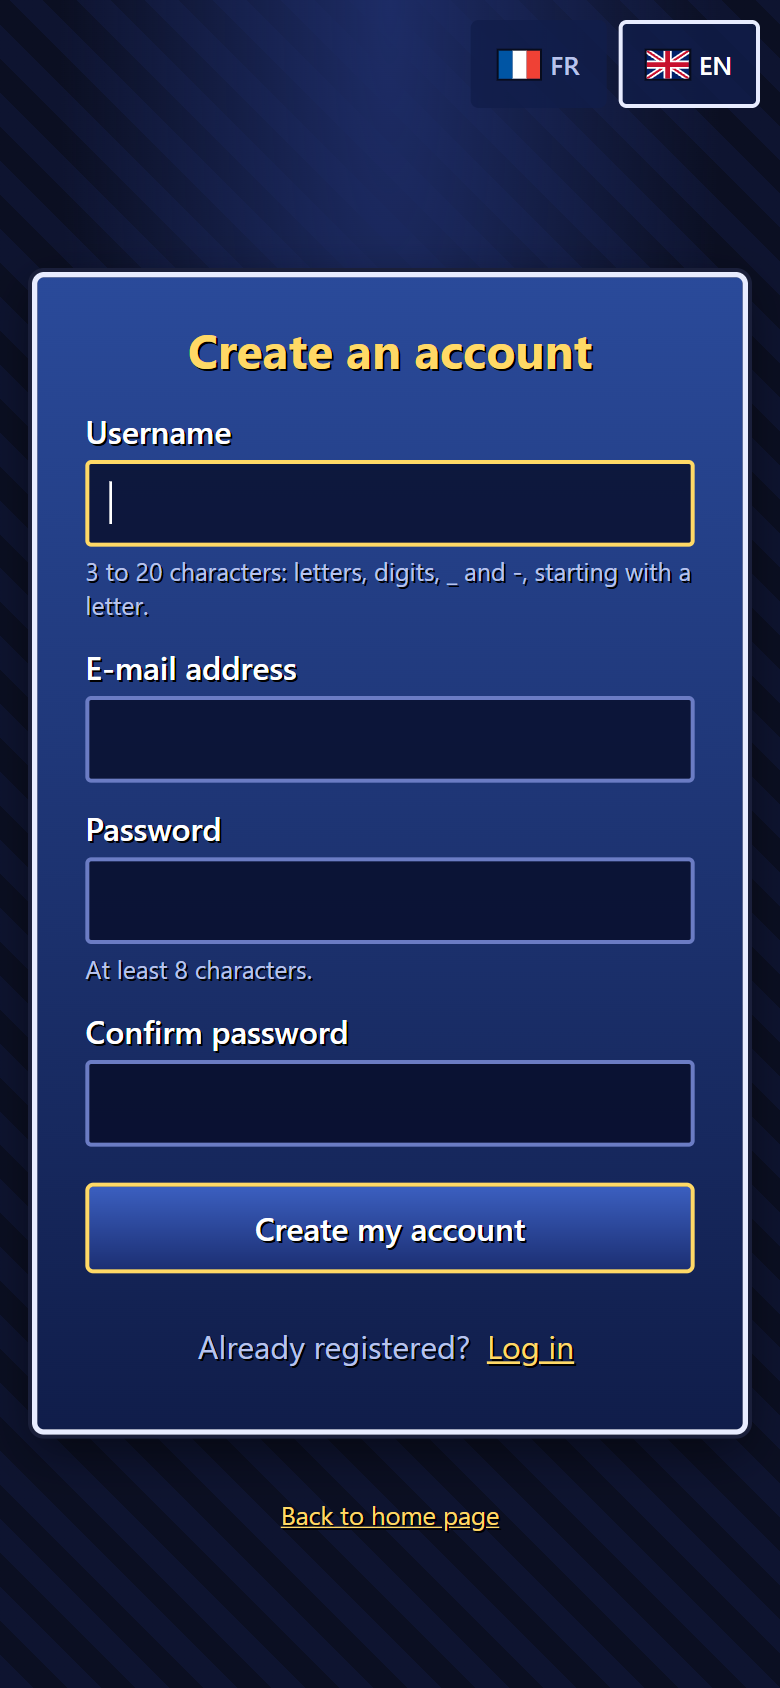 FR
EN
Create an account
Username
3 to 20 characters: letters, digits, _ and -, starting with a
letter.
E-mail address
Password
At least 8 characters.
Confirm password
Create my account
Already registered? Log in
Back to home page